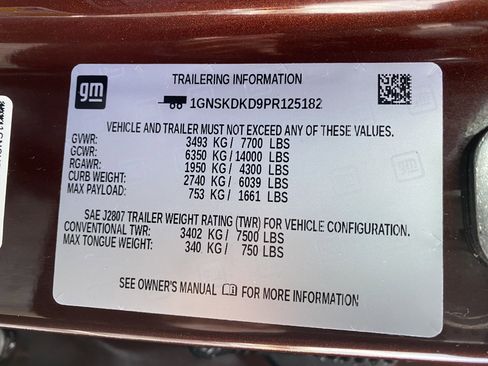 gm
TRAILERING INFORMATION
1GNSKDKD9PR125182
VEHICLE AND TRAILER MUST NOT EXCEED ANY OF THESE VALUES.
GVWR: 3493 KG/ 7700 LBS
GCWR: 6350 KG/ 14000 LBS
RGAWR: 1950 KG/ 4300 LBS
CURB WEIGHT: 2740 KG/ 6039 LBS
MAX PAYLOAD: 753 KG/ 1661 LBS
SAE J2807 TRAILER WEIGHT RATING (TWR) FOR VEHICLE CONFIGURATION.
CONVENTIONAL TWR: 3402 KG/ 7500 LBS
MAX TONGUE WEIGHT: 340 KG/ 750 LBS
SEE OWNER'S MANUAL FOR MORE INFORMATION